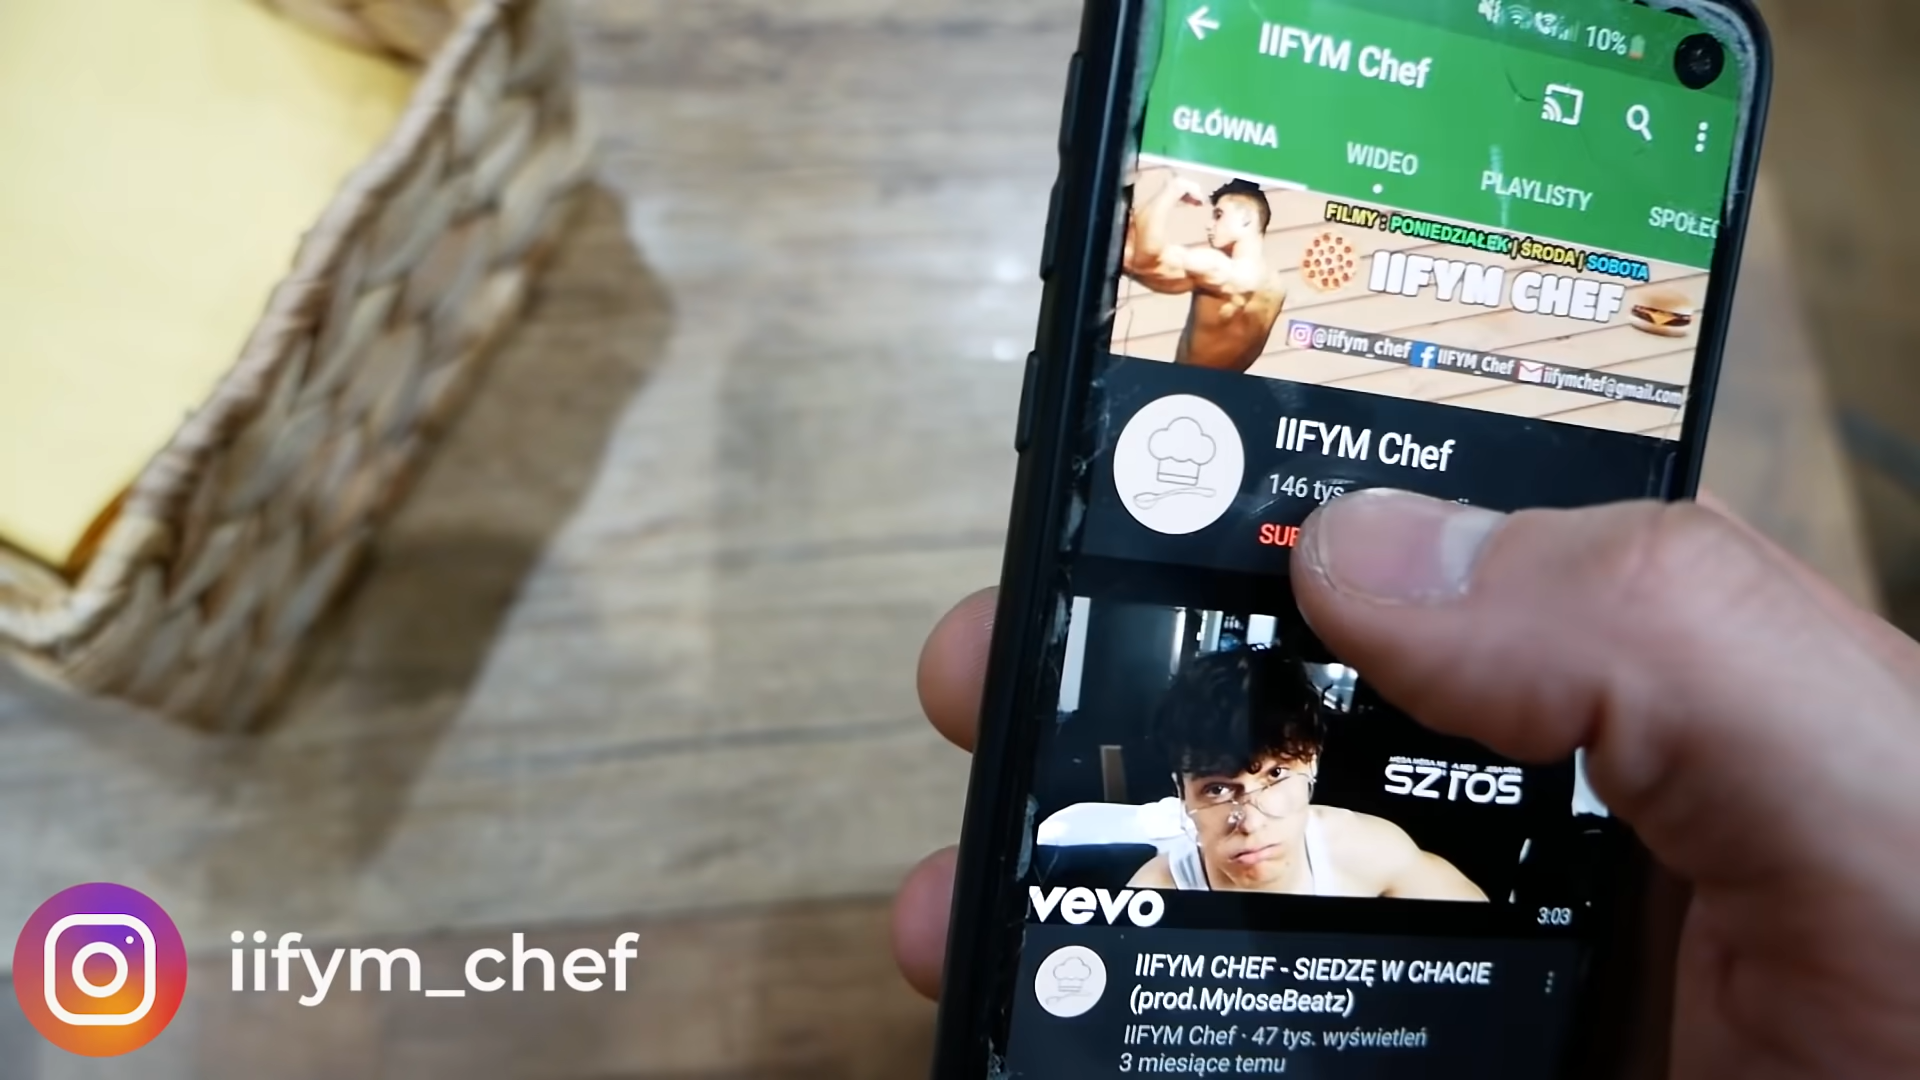 10%
IIFYM Chef
GŁÓWNA
WIDEO
PLAYLISTY
SPOŁEC
FILMY : PONIEDZIAŁEK | ŚRODA | SOBOTA
IIFYM CHEF
@iifym_chef IIFYM_Chef iifymchef@gmail.com
IIFYM Chef
146 tys.
SUB
SZTOS
vevo
3:03
IIFYM CHEF - SIEDZĘ W CHACIE
(prod.MyloseBeatz)
IIFYM Chef · 47 tys. wyświetleń
3 miesiące temu
iifym_chef